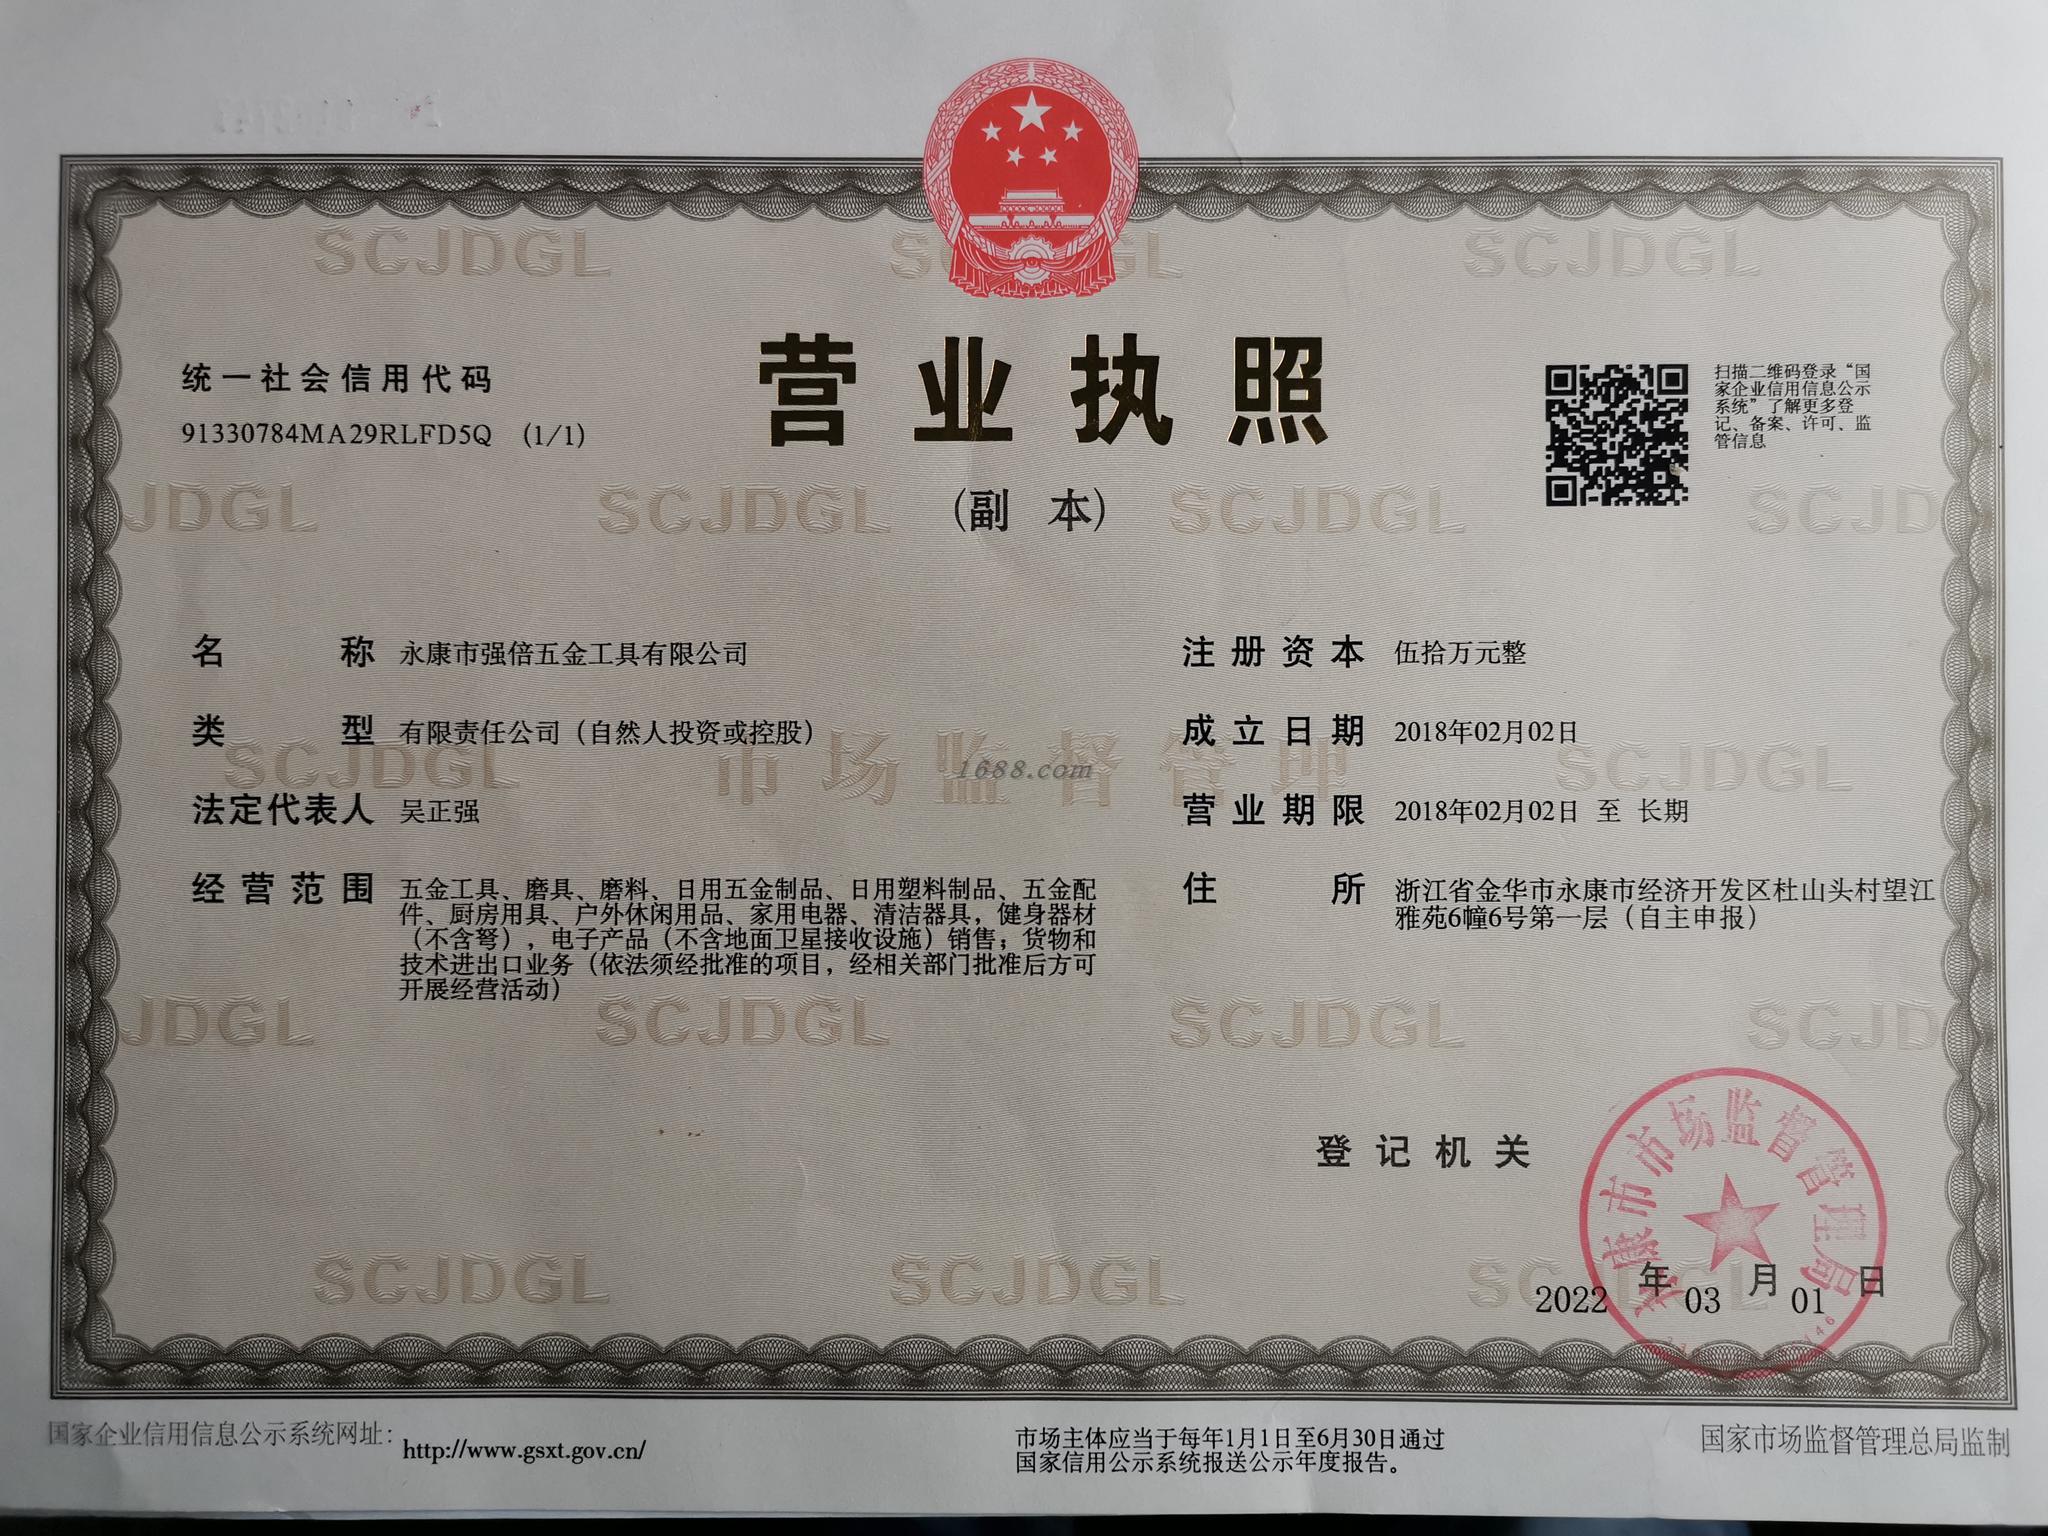 统一社会信用代码
91330784MA29RLFD5Q (1/1)
营业执照
(副 本)
扫描二维码登录“国
家企业信用信息公示
系统”了解更多登
记、备案、许可、监
管信息
名称 永康市强倍五金工具有限公司
类型 有限责任公司（自然人投资或控股）
法定代表人 吴正强
经营范围 五金工具、磨具、磨料、日用五金制品、日用塑料制品、五金配
件、厨房用具、户外休闲用品、家用电器、清洁器具，健身器材
（不含弩），电子产品（不含地面卫星接收设施）销售；货物和
技术进出口业务（依法须经批准的项目，经相关部门批准后方可
开展经营活动）
注册资本 伍拾万元整
成立日期 2018年02月02日
营业期限 2018年02月02日 至 长期
住所 浙江省金华市永康市经济开发区杜山头村望江
雅苑6幢6号第一层（自主申报）
SCJDGL
市场监督管理
1688.com
登记机关
永康市市场监督管理局
2022 年 03 月 01 日
国家企业信用信息公示系统网址：http://www.gsxt.gov.cn/
市场主体应当于每年1月1日至6月30日通过
国家信用公示系统报送公示年度报告。
国家市场监督管理总局监制